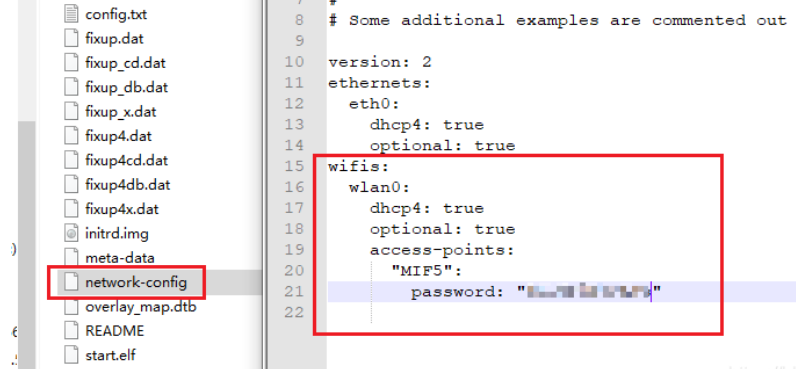 config.txt
fixup.dat
fixup_cd.dat
fixup_db.dat
fixup_x.dat
fixup4.dat
fixup4cd.dat
fixup4db.dat
fixup4x.dat
initrd.img
meta-data
network-config
overlay_map.dtb
README
start.elf
7 #
8 # Some additional examples are commented out
9
10 version: 2
11 ethernets:
12 eth0:
13 dhcp4: true
14 optional: true
15 wifis:
16 wlan0:
17 dhcp4: true
18 optional: true
19 access-points:
20 "MIF5":
21 password: " "
22